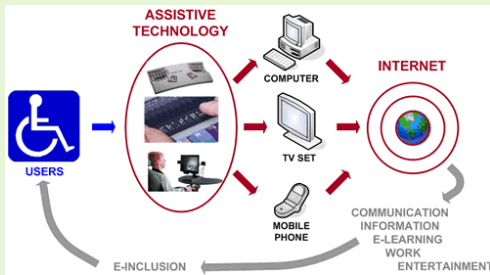 ASSISTIVE
TECHNOLOGY
COMPUTER
INTERNET
USERS
TV SET
MOBILE
PHONE
COMMUNICATION
INFORMATION
E-LEARNING
WORK
ENTERTAINMENT
E-INCLUSION